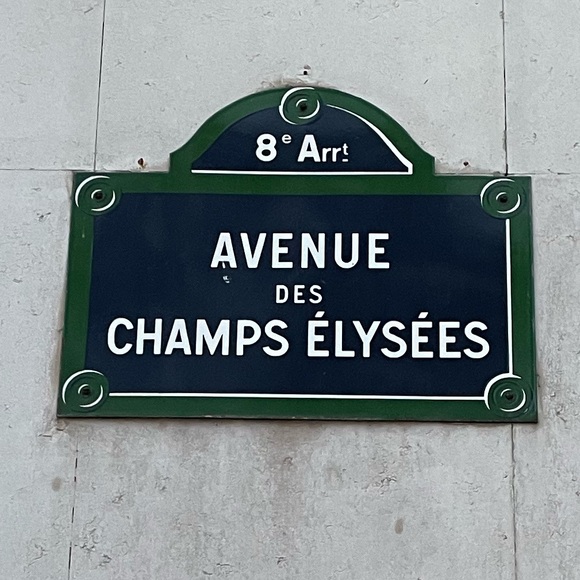 8e Arrt
AVENUE
DES
CHAMPS ÉLYSÉES